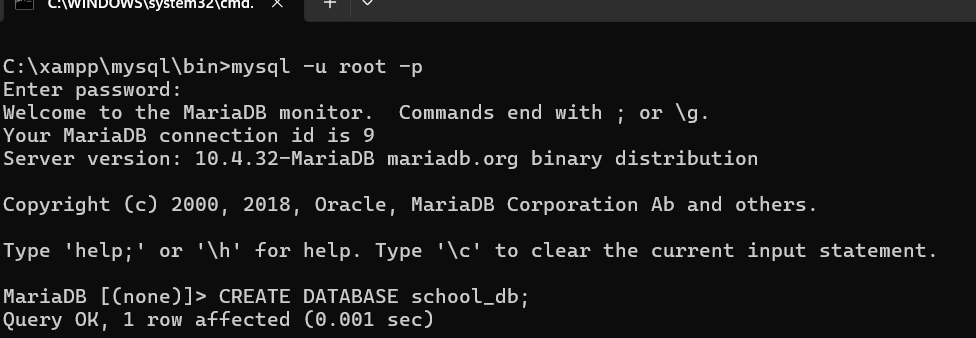 C:\WINDOWS\system32\cmd.
C:\xampp\mysql\bin>mysql -u root -p
Enter password:
Welcome to the MariaDB monitor.  Commands end with ; or \g.
Your MariaDB connection id is 9
Server version: 10.4.32-MariaDB mariadb.org binary distribution
Copyright (c) 2000, 2018, Oracle, MariaDB Corporation Ab and others.
Type 'help;' or '\h' for help. Type '\c' to clear the current input statement.
MariaDB [(none)]> CREATE DATABASE school_db;
Query OK, 1 row affected (0.001 sec)